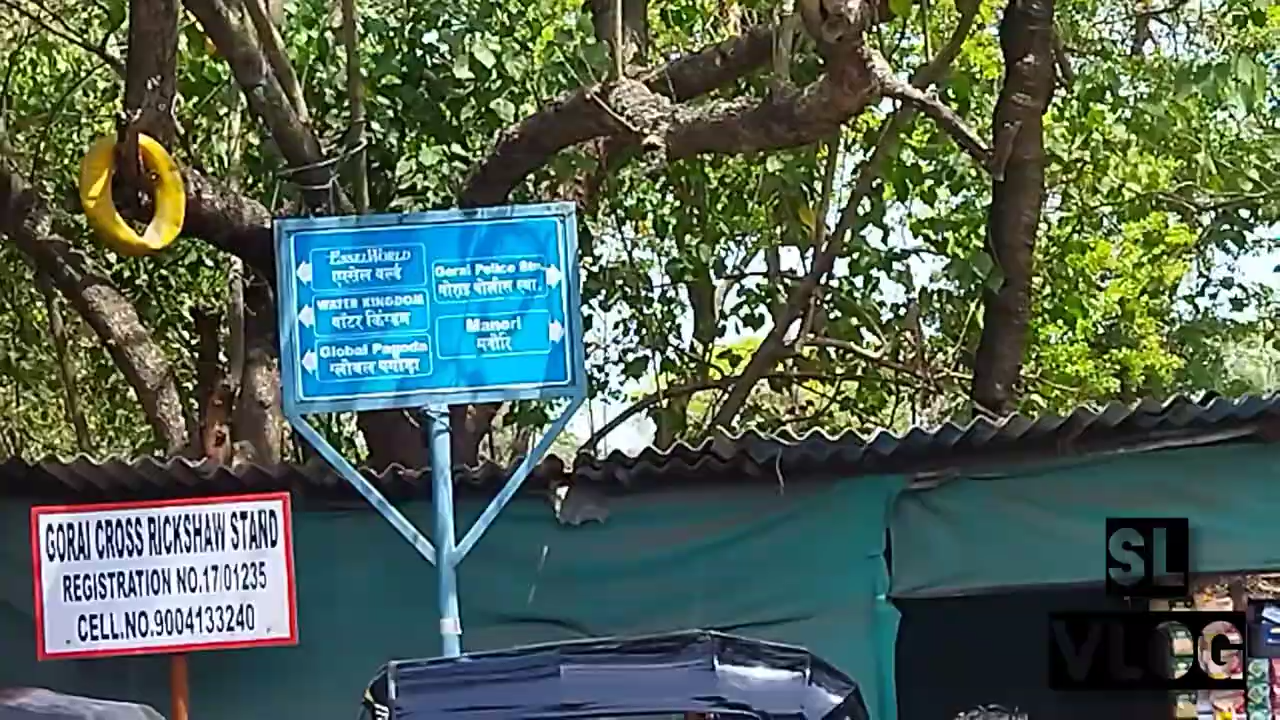 ESSELWORLD
एस्सेल वर्ल्ड
WATER KINGDOM
वॉटर किंग्डम
Global Pagoda
ग्लोबल पगोडा
Gorai Police Stn.
गोराई पोलीस स्था.
Manori
मनोरि
GORAI CROSS RICKSHAW STAND
REGISTRATION NO.17/01235
CELL.NO.9004133240
SL
VLOG